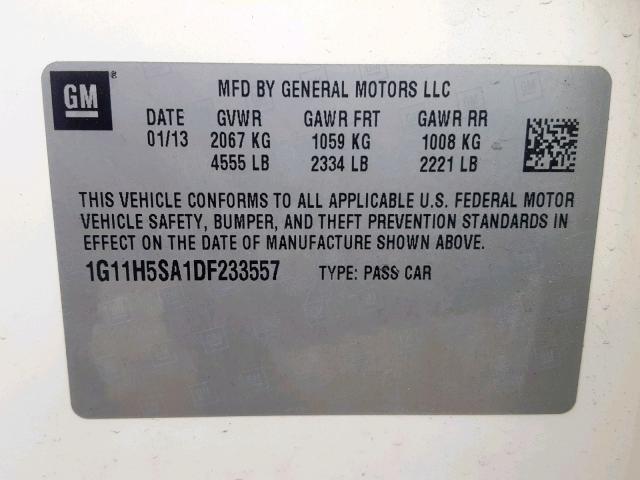 GM®
MFD BY GENERAL MOTORS LLC
DATE GVWR GAWR FRT GAWR RR
01/13 2067 KG 1059 KG 1008 KG
4555 LB 2334 LB 2221 LB
THIS VEHICLE CONFORMS TO ALL APPLICABLE U.S. FEDERAL MOTOR
VEHICLE SAFETY, BUMPER, AND THEFT PREVENTION STANDARDS IN
EFFECT ON THE DATE OF MANUFACTURE SHOWN ABOVE.
1G11H5SA1DF233557 TYPE: PASS CAR